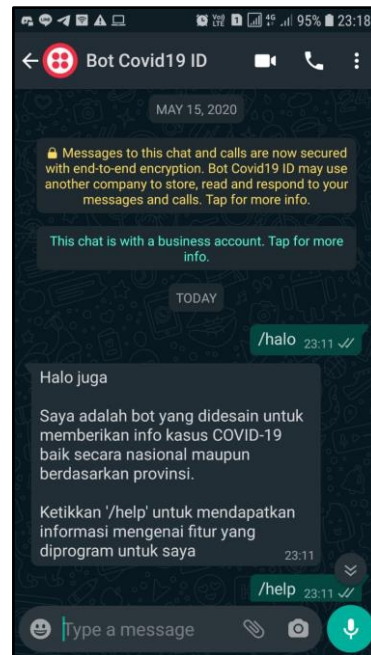 95% 23:18
Bot Covid19 ID
MAY 15, 2020
Messages to this chat and calls are now secured
with end-to-end encryption. Bot Covid19 ID may use
another company to store, read and respond to your
messages and calls. Tap for more info.
This chat is with a business account. Tap for more
info.
TODAY
/halo 23:11
Halo juga
Saya adalah bot yang didesain untuk
memberikan info kasus COVID-19
baik secara nasional maupun
berdasarkan provinsi.
Ketikkan '/help' untuk mendapatkan
informasi mengenai fitur yang
diprogram untuk saya 23:11
/help 23:11
Type a message